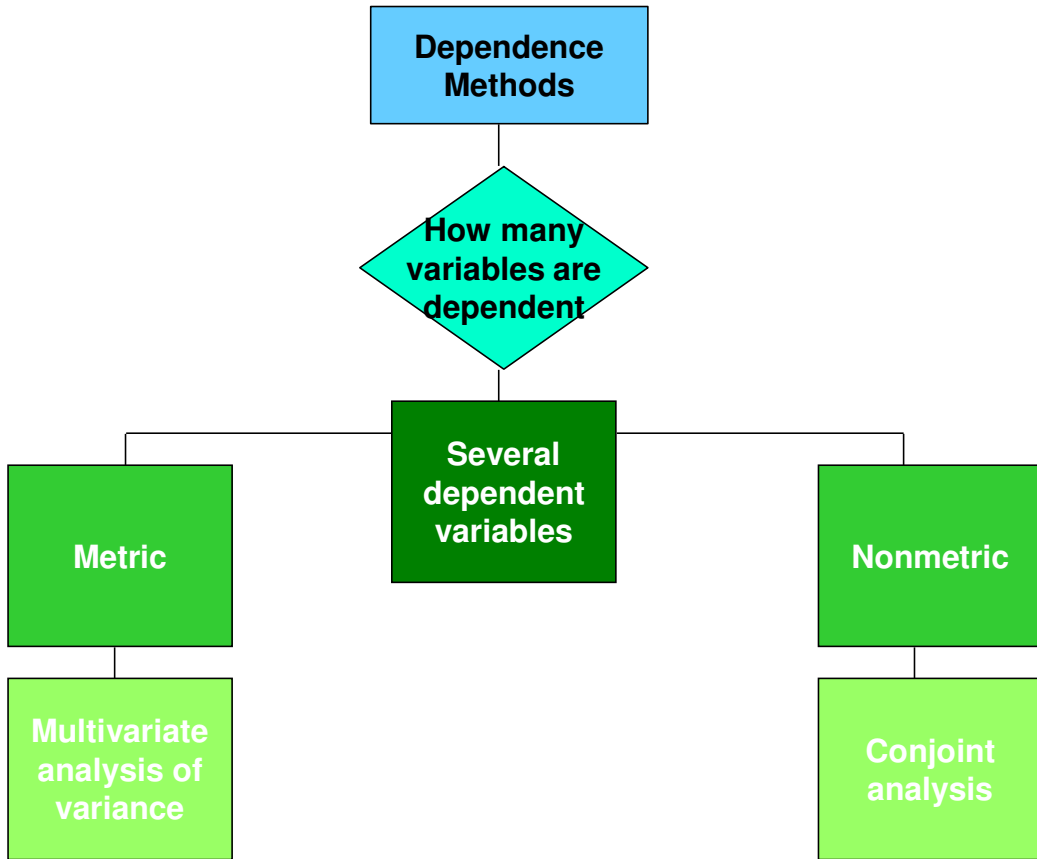 Dependence
Methods
How many
variables are
dependent
Several
dependent
variables
Metric
Nonmetric
Multivariate
analysis of
variance
Conjoint
analysis